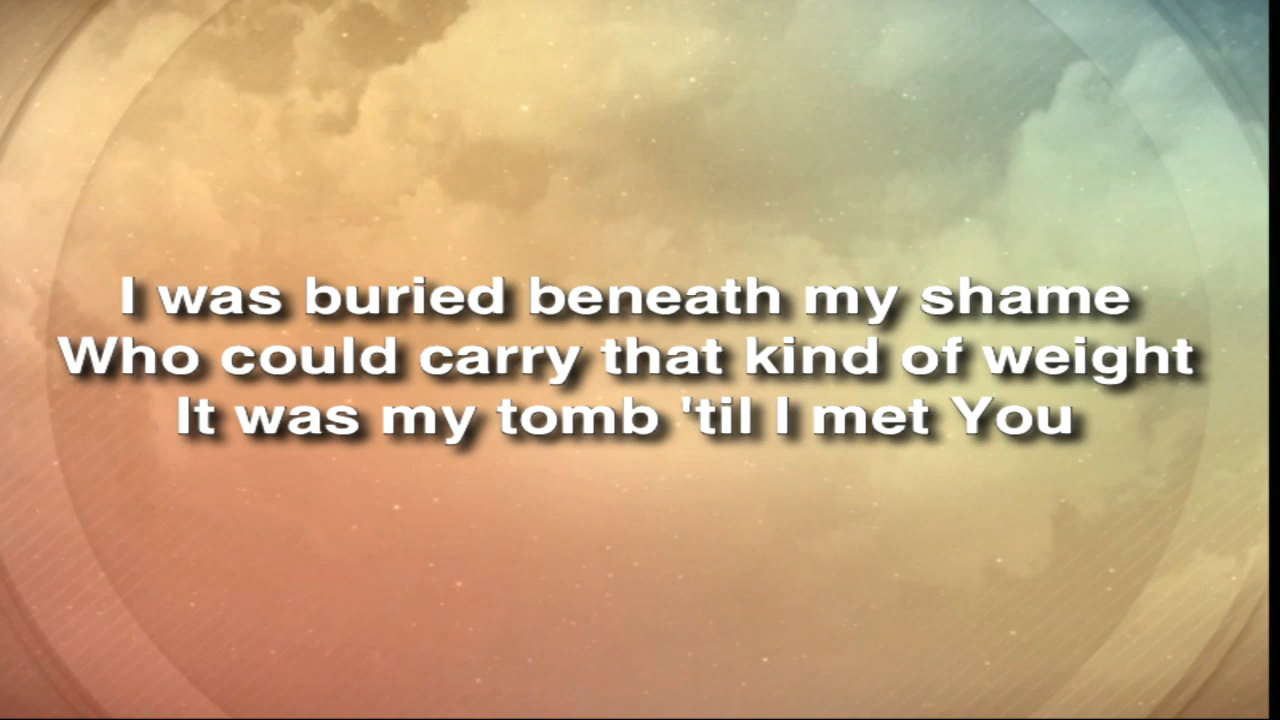 I was buried beneath my shame
Who could carry that kind of weight
It was my tomb 'til I met You